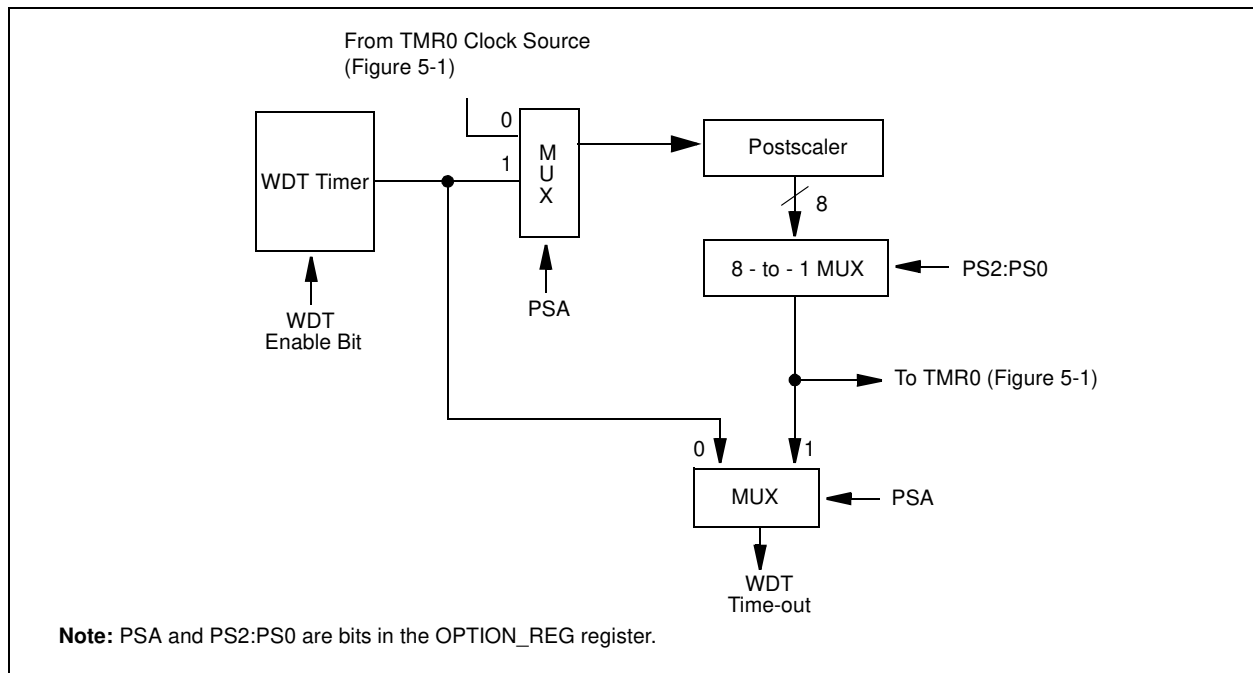 From TMR0 Clock Source
(Figure 5-1)
0
1
M
U
X
WDT Timer
Postscaler
8
8 - to - 1 MUX
PS2:PS0
PSA
WDT
Enable Bit
To TMR0 (Figure 5-1)
0
1
MUX
PSA
WDT
Time-out
Note: PSA and PS2:PS0 are bits in the OPTION_REG register.